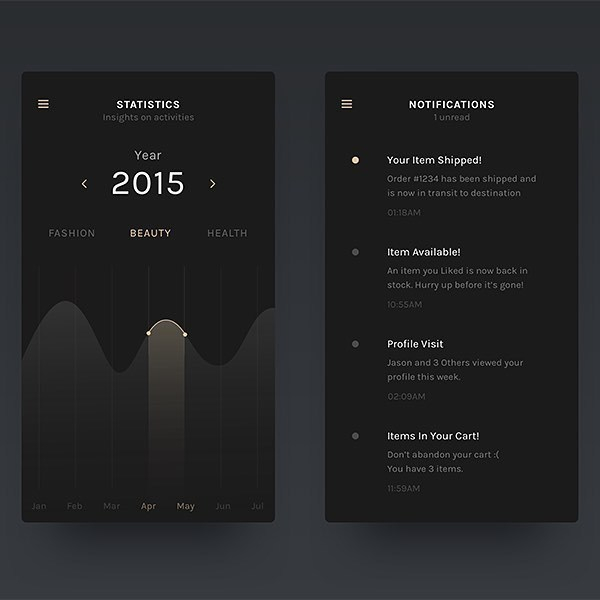 STATISTICS
Insights on activities
Year
2015
FASHION BEAUTY HEALTH
Jan Feb Mar Apr May Jun Jul
NOTIFICATIONS
1 unread
Your Item Shipped!
Order #1234 has been shipped and
is now in transit to destination
01:18AM
Item Available!
An item you Liked is now back in
stock. Hurry up before it's gone!
10:55AM
Profile Visit
Jason and 3 Others viewed your
profile this week.
02:09AM
Items In Your Cart!
Don't abandon your cart :(
You have 3 items.
11:59AM